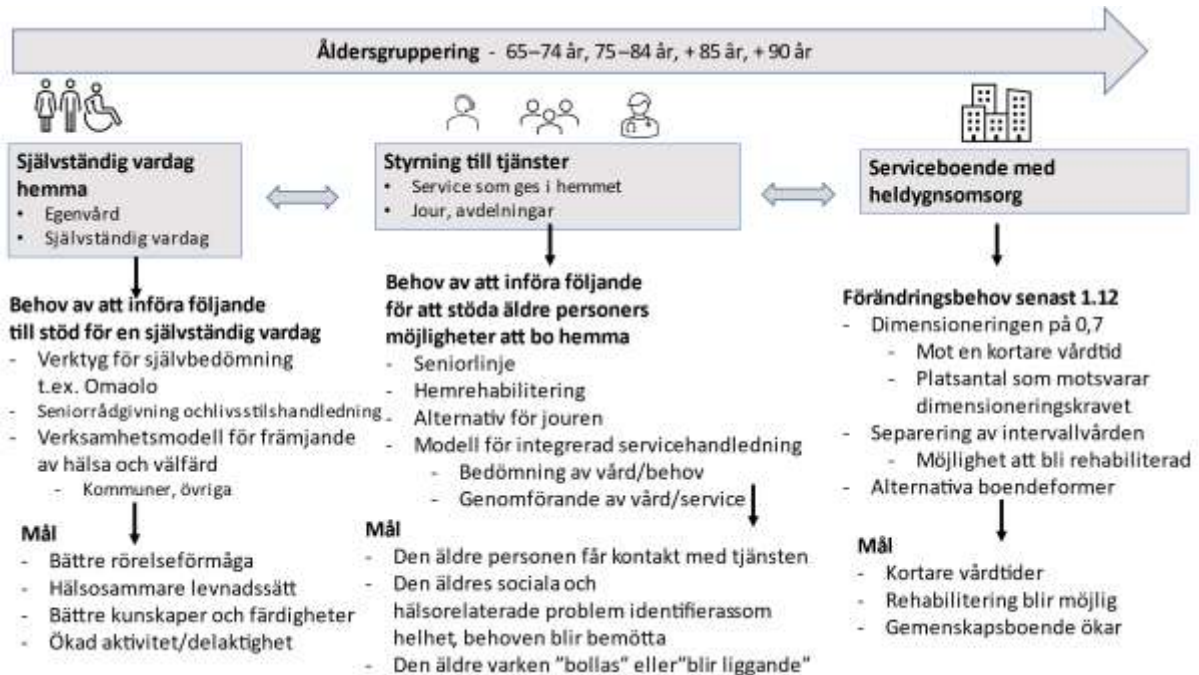 Åldersgruppering - 65–74 år, 75–84 år, + 85 år, + 90 år
Självständig vardag
hemma
• Egenvård
• Självständig vardag
Behov av att införa följande
till stöd för en självständig vardag
- Verktyg för självbedömning
t.ex. Omaolo
- Seniorrådgivning ochlivsstilshandledning
- Verksamhetsmodell för främjande
av hälsa och välfärd
- Kommuner, övriga
Mål
- Bättre rörelseförmåga
- Hälsosammare levnadssätt
- Bättre kunskaper och färdigheter
- Ökad aktivitet/delaktighet
Styrning till tjänster
• Service som ges i hemmet
• Jour, avdelningar
Behov av att införa följande
för att stöda äldre personers
möjligheter att bo hemma
- Seniorlinje
- Hemrehabilitering
- Alternativ för jouren
- Modell för integrerad servicehandledning
- Bedömning av vård/behov
- Genomförande av vård/service
Mål
- Den äldre personen får kontakt med tjänsten
- Den äldres sociala och
hälsorelaterade problem identifierassom
helhet, behoven blir bemötta
- Den äldre varken ”bollas” eller”blir liggande”
Serviceboende med
heldygnsomsorg
Förändringsbehov senast 1.12
- Dimensioneringen på 0,7
- Mot en kortare vårdtid
- Platsantal som motsvarar
dimensioneringskravet
- Separering av intervallvården
- Möjlighet att bli rehabiliterad
- Alternativa boendeformer
Mål
- Kortare vårdtider
- Rehabilitering blir möjlig
- Gemenskapsboende ökar